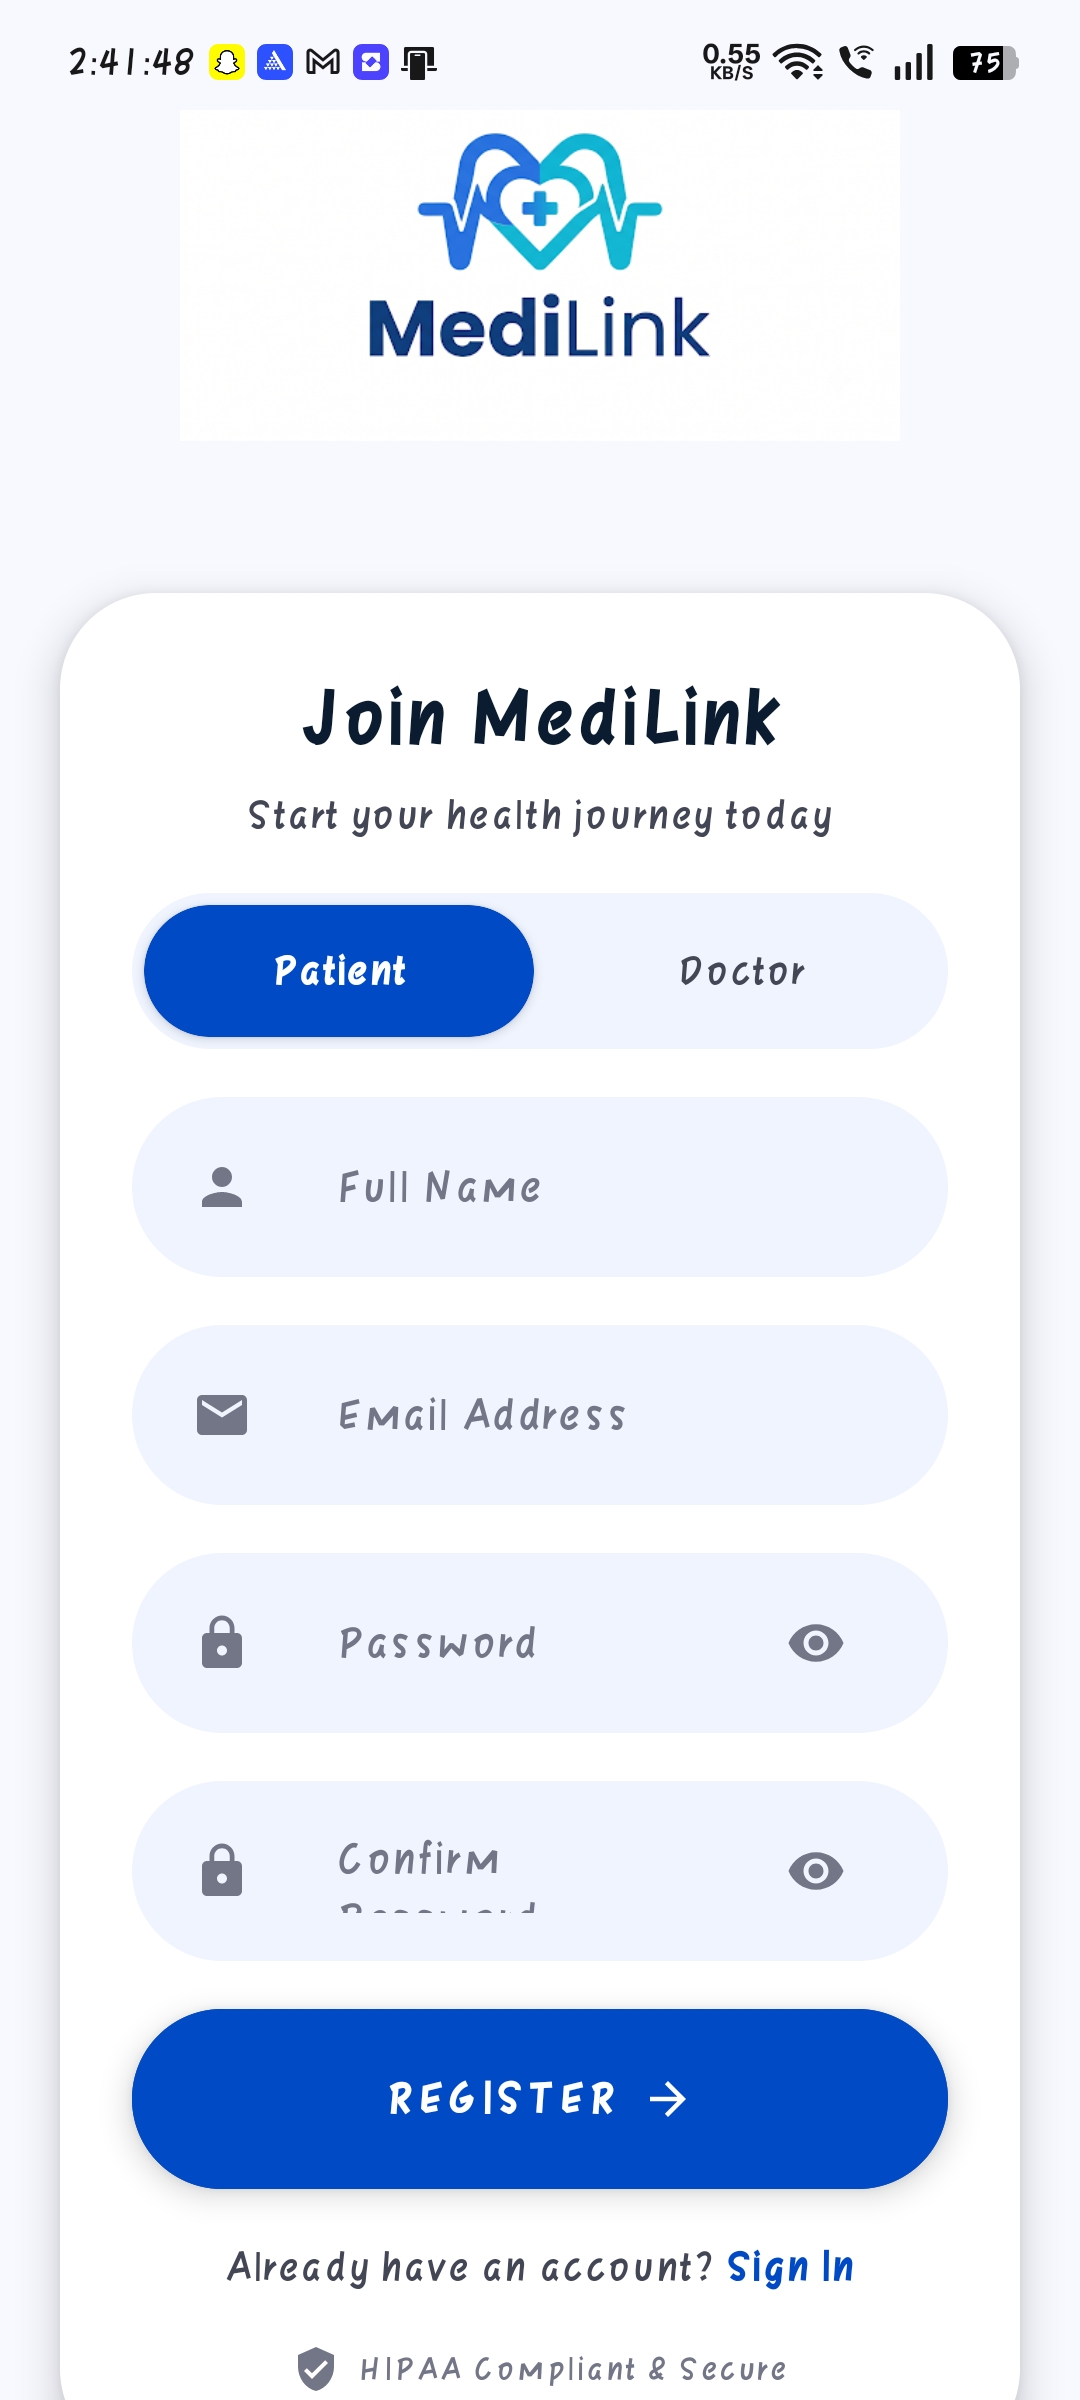 2:41:48
0.55
KB/S
75
MediLink
Join MediLink
Start your health journey today
Patient
Doctor
Full Name
Email Address
Password
Confirm
REGISTER →
Already have an account? Sign In
HIPAA Compliant & Secure